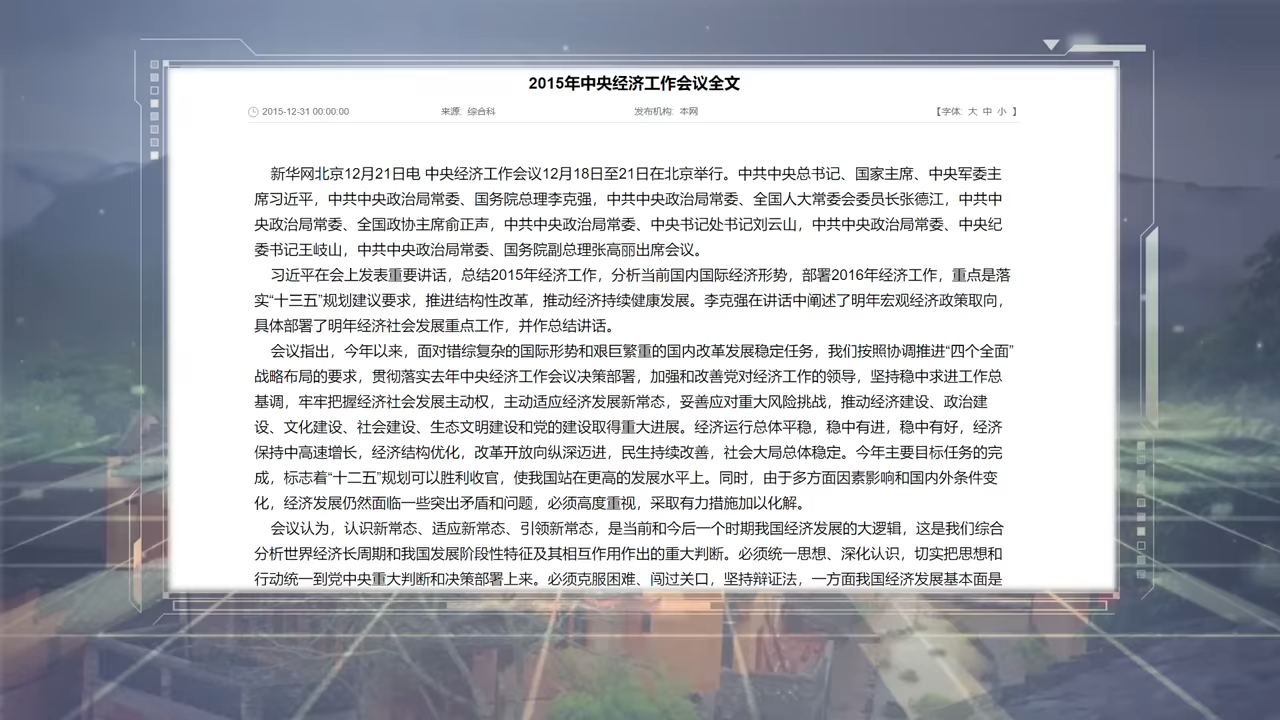 2015年中央经济工作会议全文
2015-12-31 00:00:00 来源: 综合科 发布机构: 本网 【字体: 大 中 小 】
新华网北京12月21日电 中央经济工作会议12月18日至21日在北京举行。中共中央总书记、国家主席、中央军委主
席习近平，中共中央政治局常委、国务院总理李克强，中共中央政治局常委、全国人大常委会委员长张德江，中共中
央政治局常委、全国政协主席俞正声，中共中央政治局常委、中央书记处书记刘云山，中共中央政治局常委、中央纪
委书记王岐山，中共中央政治局常委、国务院副总理张高丽出席会议。
习近平在会上发表重要讲话，总结2015年经济工作，分析当前国内国际经济形势，部署2016年经济工作，重点是落
实“十三五”规划建议要求，推进结构性改革，推动经济持续健康发展。李克强在讲话中阐述了明年宏观经济政策取向，
具体部署了明年经济社会发展重点工作，并作总结讲话。
会议指出，今年以来，面对错综复杂的国际形势和艰巨繁重的国内改革发展稳定任务，我们按照协调推进“四个全面”
战略布局的要求，贯彻落实去年中央经济工作会议决策部署，加强和改善党对经济工作的领导，坚持稳中求进工作总
基调，牢牢把握经济社会发展主动权，主动适应经济发展新常态，妥善应对重大风险挑战，推动经济建设、政治建
设、文化建设、社会建设、生态文明建设和党的建设取得重大进展。经济运行总体平稳，稳中有进，稳中有好，经济
保持中高速增长，经济结构优化，改革开放向纵深迈进，民生持续改善，社会大局总体稳定。今年主要目标任务的完
成，标志着“十二五”规划可以胜利收官，使我国站在更高的发展水平上。同时，由于多方面因素影响和国内外条件变
化，经济发展仍然面临一些突出矛盾和问题，必须高度重视，采取有力措施加以化解。
会议认为，认识新常态、适应新常态、引领新常态，是当前和今后一个时期我国经济发展的大逻辑，这是我们综合
分析世界经济长周期和我国发展阶段性特征及其相互作用作出的重大判断。必须统一思想、深化认识，切实把思想和
行动统一到党中央重大判断和决策部署上来。必须克服困难、闯过关口，坚持辩证法，一方面我国经济发展基本面是